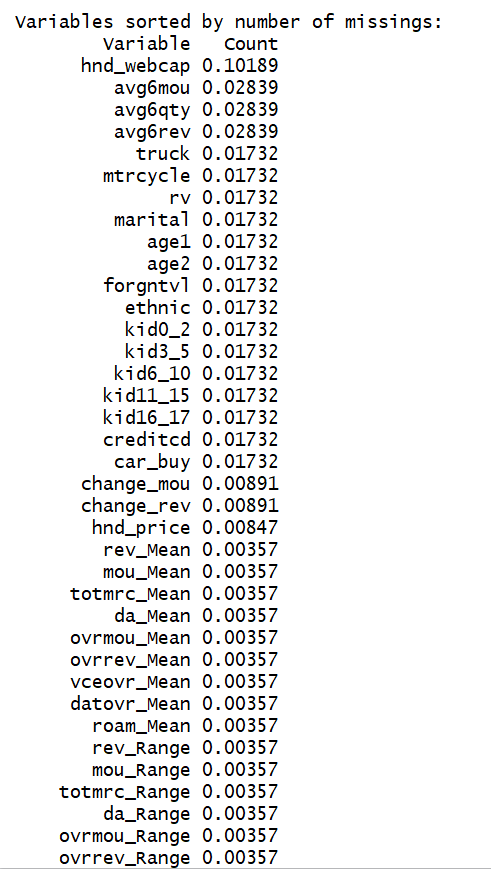 Variables sorted by number of missings:
Variable Count
hnd_webcap 0.10189
avg6mou 0.02839
avg6qty 0.02839
avg6rev 0.02839
truck 0.01732
mtrcycle 0.01732
rv 0.01732
marital 0.01732
age1 0.01732
age2 0.01732
forgntvl 0.01732
ethnic 0.01732
kid0_2 0.01732
kid3_5 0.01732
kid6_10 0.01732
kid11_15 0.01732
kid16_17 0.01732
creditcd 0.01732
car_buy 0.01732
change_mou 0.00891
change_rev 0.00891
hnd_price 0.00847
rev_Mean 0.00357
mou_Mean 0.00357
totmrc_Mean 0.00357
da_Mean 0.00357
ovrmou_Mean 0.00357
ovrrev_Mean 0.00357
vceovr_Mean 0.00357
datovr_Mean 0.00357
roam_Mean 0.00357
rev_Range 0.00357
mou_Range 0.00357
totmrc_Range 0.00357
da_Range 0.00357
ovrmou_Range 0.00357
ovrrev_Range 0.00357